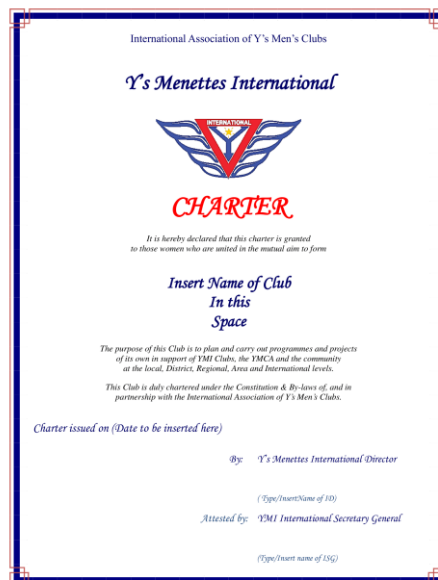 International Association of Y's Men's Clubs
Y's Menettes International
INTERNATIONAL
Y
CHARTER
It is hereby declared that this charter is granted
to those women who are united in the mutual aim to form
Insert Name of Club
In this
Space
The purpose of this Club is to plan and carry out programmes and projects
of its own in support of YMI Clubs, the YMCA and the community
at the local, District, Regional, Area and International levels.
This Club is duly chartered under the Constitution & By-laws of, and in
partnership with the International Association of Y's Men's Clubs.
Charter issued on (Date to be inserted here)
By: Y's Menettes International Director
( Type/InsertName of ID)
Attested by: YMI International Secretary General
(Type/Insert name of ISG)